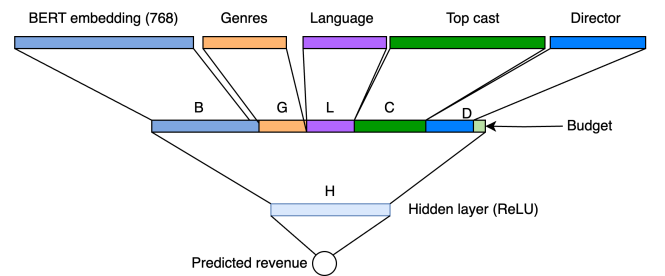 BERT embedding (768) Genres Language Top cast Director
B G L C D
Budget
H
Hidden layer (ReLU)
Predicted revenue